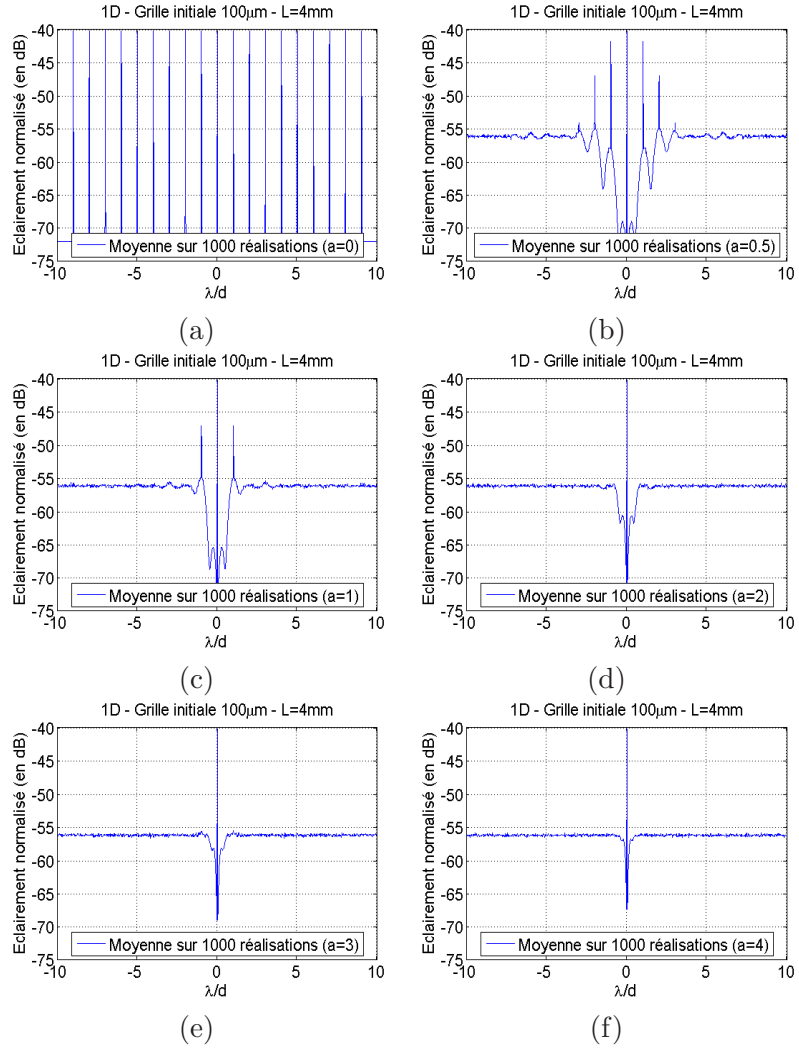 1D - Grille initiale 100µm - L=4mm
Eclairement normalisé (en dB)
-40
-45
-50
-55
-60
-65
-70
-75
Moyenne sur 1000 réalisations (a=0)
-10 -5 0 5 10
λ/d
(a)
1D - Grille initiale 100µm - L=4mm
Eclairement normalisé (en dB)
-40
-45
-50
-55
-60
-65
-70
-75
Moyenne sur 1000 réalisations (a=0.5)
-10 -5 0 5 10
λ/d
(b)
1D - Grille initiale 100µm - L=4mm
Eclairement normalisé (en dB)
-40
-45
-50
-55
-60
-65
-70
-75
Moyenne sur 1000 réalisations (a=1)
-10 -5 0 5 10
λ/d
(c)
1D - Grille initiale 100µm - L=4mm
Eclairement normalisé (en dB)
-40
-45
-50
-55
-60
-65
-70
-75
Moyenne sur 1000 réalisations (a=2)
-10 -5 0 5 10
λ/d
(d)
1D - Grille initiale 100µm - L=4mm
Eclairement normalisé (en dB)
-40
-45
-50
-55
-60
-65
-70
-75
Moyenne sur 1000 réalisations (a=3)
-10 -5 0 5 10
λ/d
(e)
1D - Grille initiale 100µm - L=4mm
Eclairement normalisé (en dB)
-40
-45
-50
-55
-60
-65
-70
-75
Moyenne sur 1000 réalisations (a=4)
-10 -5 0 5 10
λ/d
(f)